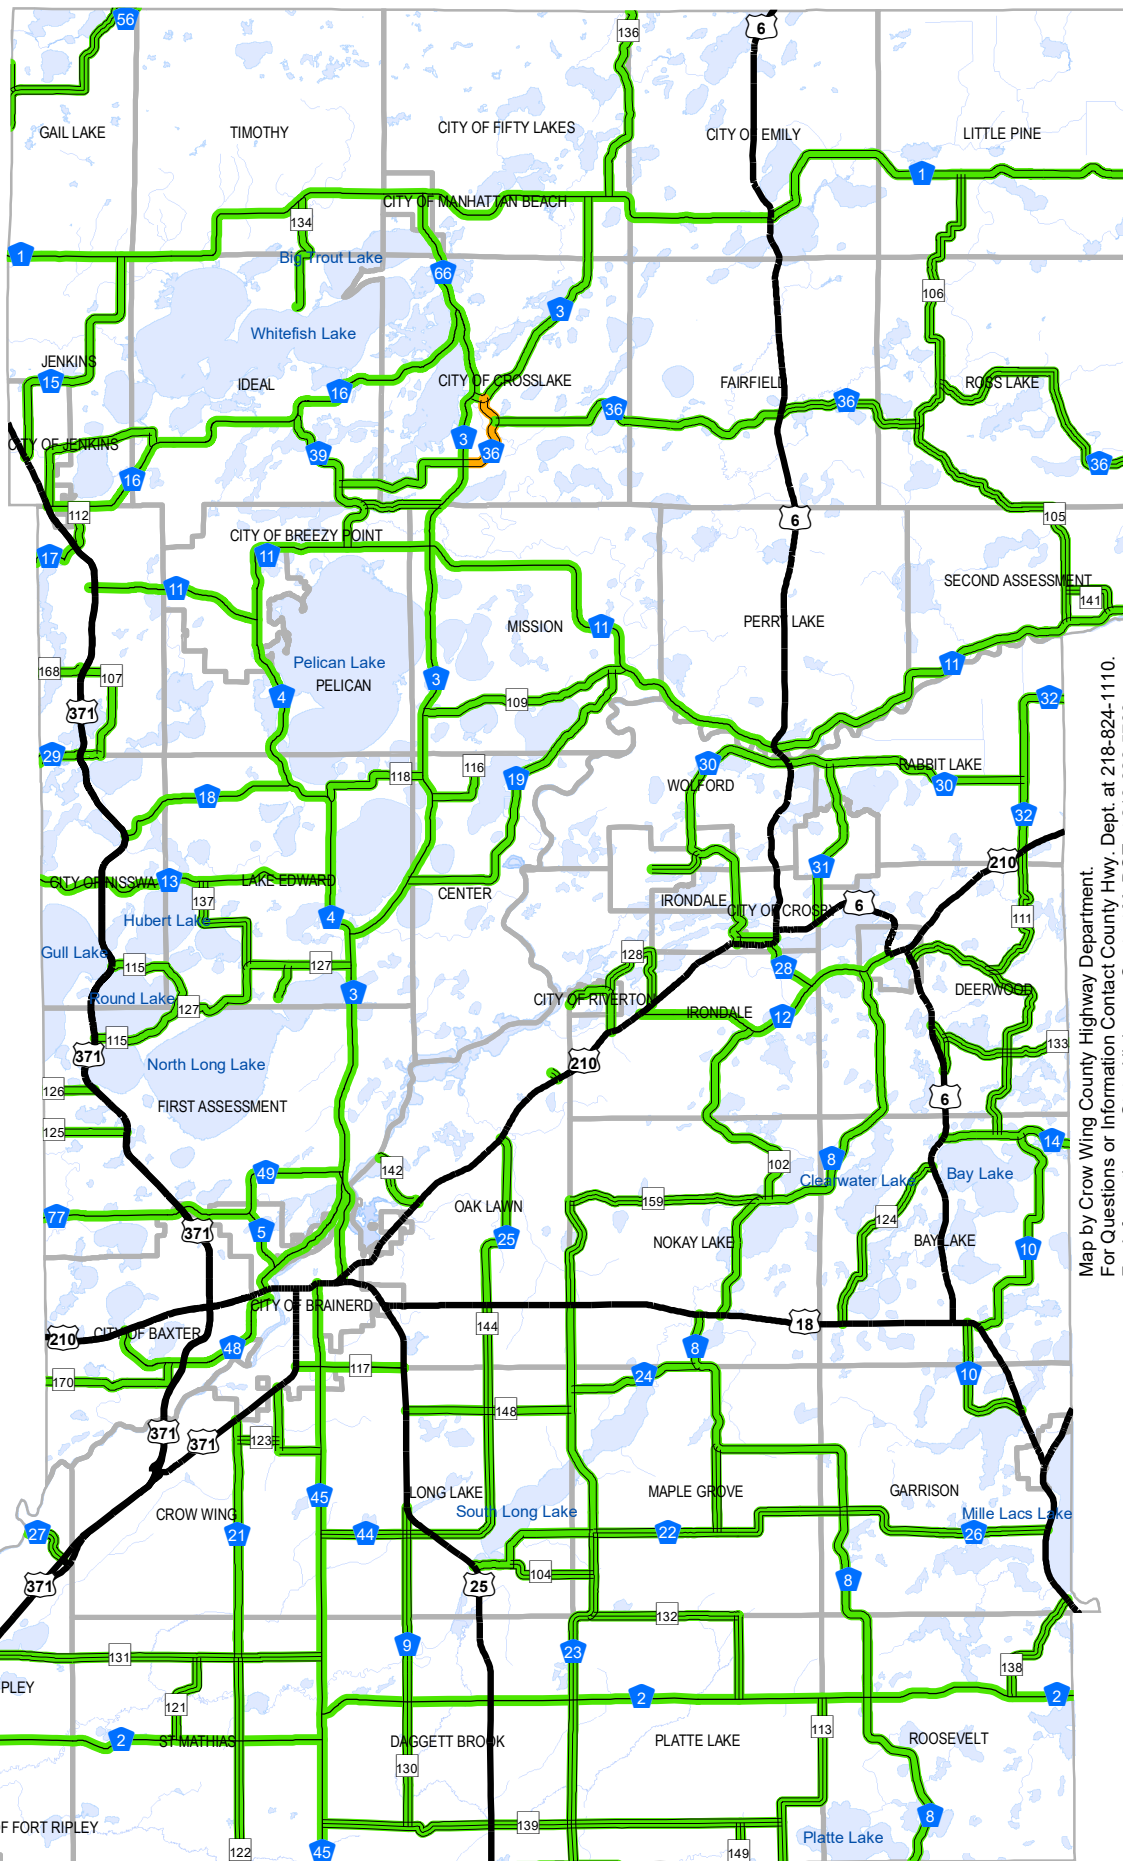 56
136
6
GAIL LAKE
TIMOTHY
CITY OF FIFTY LAKES
CITY OF EMILY
LITTLE PINE
1
CITY OF MANHATTAN BEACH
134
1
Big Trout Lake
66
106
3
Whitefish Lake
JENKINS
15
IDEAL
16
CITY OF CROSSLAKE
FAIRFIELD
ROSS LAKE
36
36
CITY OF JENKINS
3
39
36
36
16
112
6
105
17
CITY OF BREEZY POINT
11
11
SECOND ASSESSMENT
141
MISSION
11
PERRY LAKE
Pelican Lake
PELICAN
11
168
107
3
4
109
32
371
29
118
116
19
30
WOLFORD
RABBIT LAKE
30
18
32
210
31
CITY OF NISSWA
13
LAKE EDWARD
CENTER
137
IRONDALE
CITY OF CROSBY
6
Hubert Lake
4
111
Gull Lake
115
127
128
28
Round Lake
127
3
CITY OF RIVERTON
IRONDALE
12
DEERWOOD
115
371
North Long Lake
210
133
126
6
FIRST ASSESSMENT
125
14
142
49
102
8
Clearwater Lake
Bay Lake
OAK LAWN
159
77
5
371
25
124
NOKAY LAKE
BAY LAKE
10
CITY OF BRAINERD
210
CITY OF BAXTER
144
18
48
8
117
24
10
170
148
371
371
123
LONG LAKE
MAPLE GROVE
GARRISON
45
CROW WING
South Long Lake
Mille Lacs Lake
27
21
44
22
26
104
371
25
8
132
9
23
131
138
PLEY
121
2
2
113
2
ST MATHIAS
DAGGETT BROOK
PLATTE LAKE
ROOSEVELT
130
8
F FORT RIPLEY
139
Platte Lake
122
45
149
Map by Crow Wing County Highway Department.
For Questions or Information Contact County Hwy. Dept. at 218-824-1110.